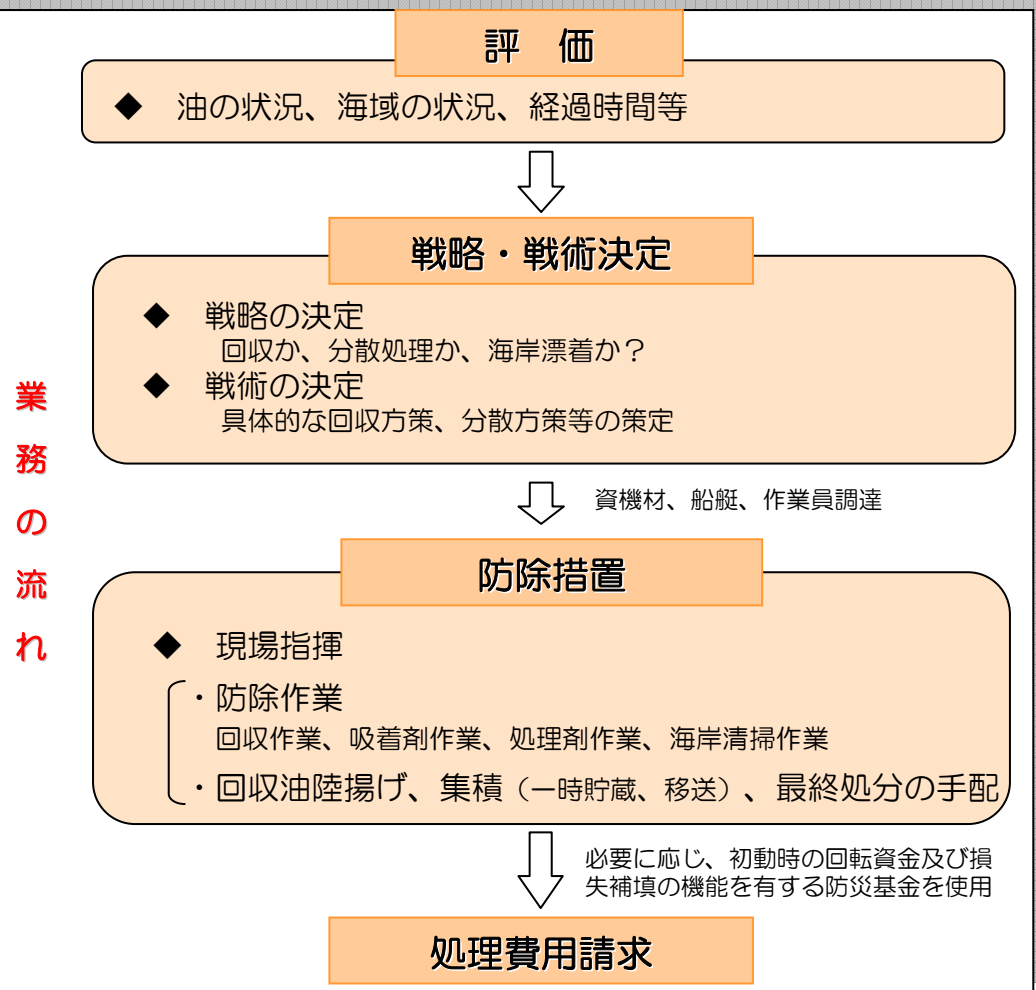 評　価
◆　油の状況、海域の状況、経過時間等
戦略・戦術決定
◆　戦略の決定
回収か、分散処理か、海岸漂着か？
◆　戦術の決定
具体的な回収方策、分散方策等の策定
業務の流れ
資機材、船艇、作業員調達
防除措置
◆　現場指揮
・防除作業
回収作業、吸着剤作業、処理剤作業、海岸清掃作業
・回収油陸揚げ、集積（一時貯蔵、移送）、最終処分の手配
必要に応じ、初動時の回転資金及び損
失補填の機能を有する防災基金を使用
処理費用請求